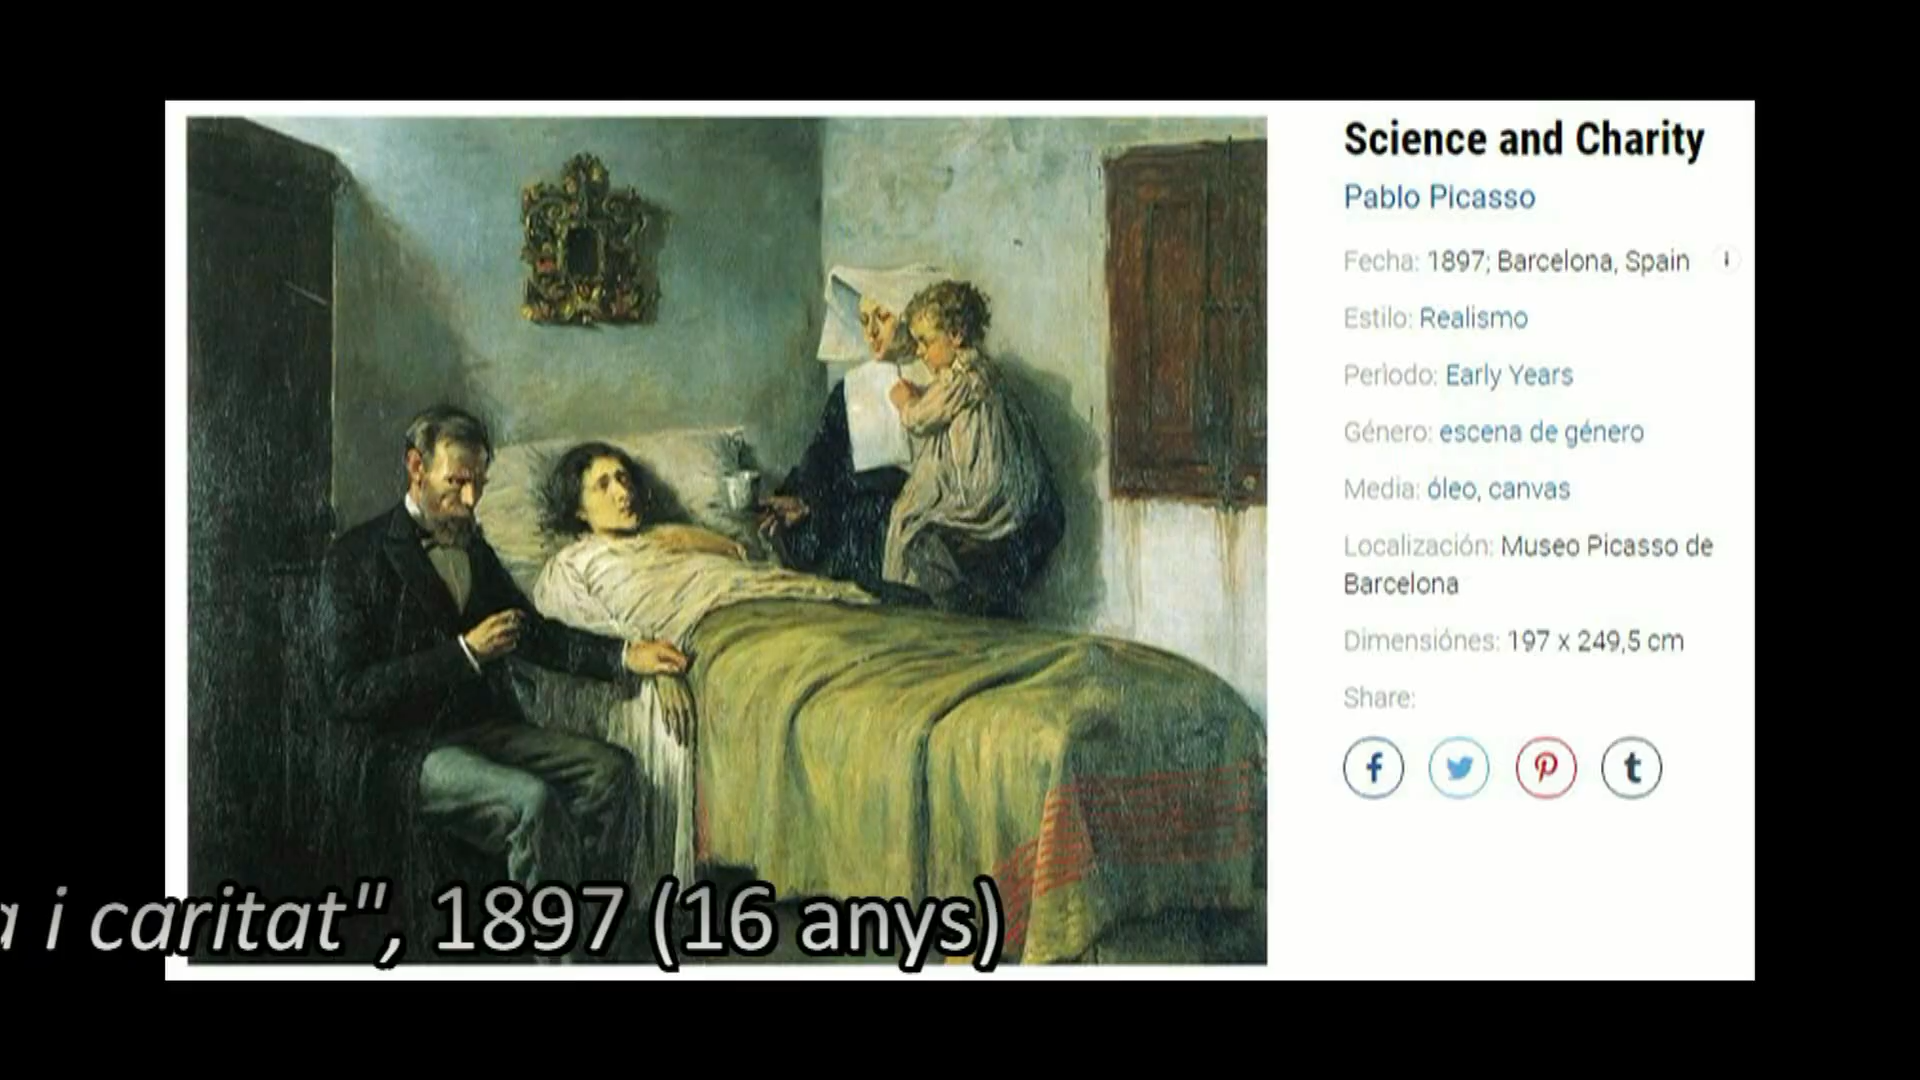 Science and Charity
Pablo Picasso
Fecha: 1897; Barcelona, Spain
Estilo: Realismo
Período: Early Years
Género: escena de género
Media: óleo, canvas
Localización: Museo Picasso de
Barcelona
Dimensiónes: 197 x 249,5 cm
Share:
i caritat", 1897 (16 anys)